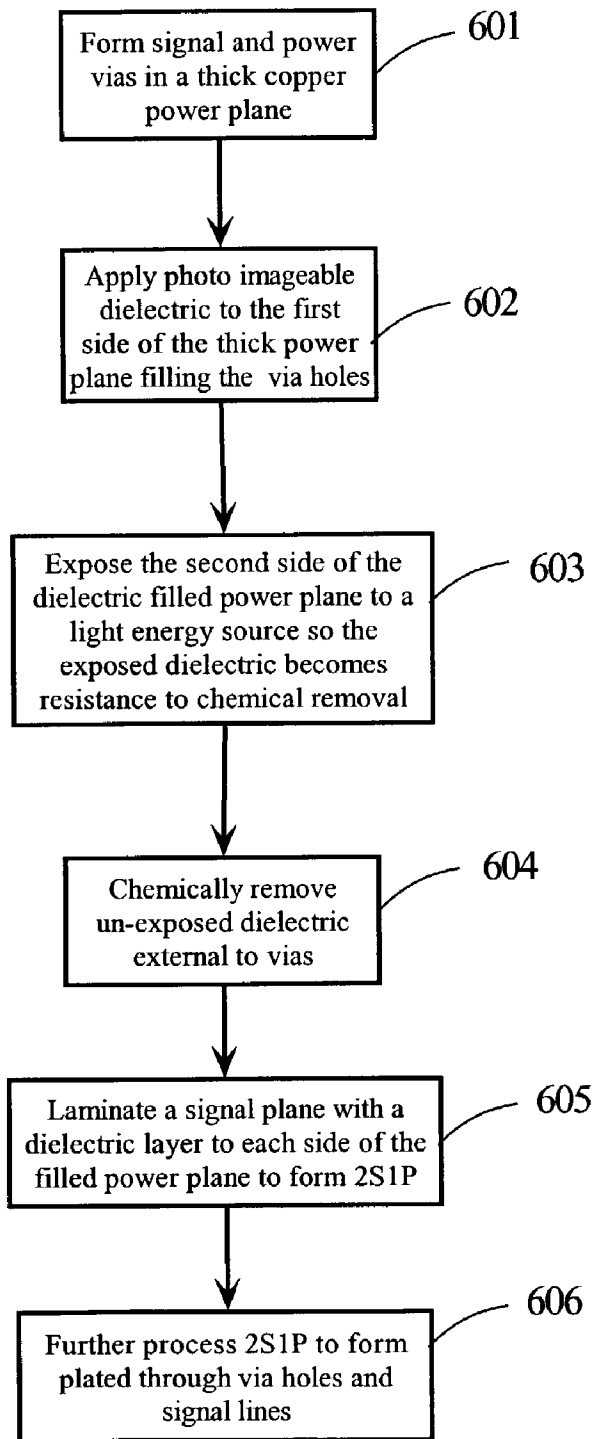 Form signal and power
vias in a thick copper
power plane
601
Apply photo imageable
dielectric to the first
side of the thick power
plane filling the via holes
602
Expose the second side of the
dielectric filled power plane to a
light energy source so the
exposed dielectric becomes
resistance to chemical removal
603
Chemically remove
un-exposed dielectric
external to vias
604
Laminate a signal plane with a
dielectric layer to each side of the
filled power plane to form 2S1P
605
Further process 2S1P to form
plated through via holes and
signal lines
606